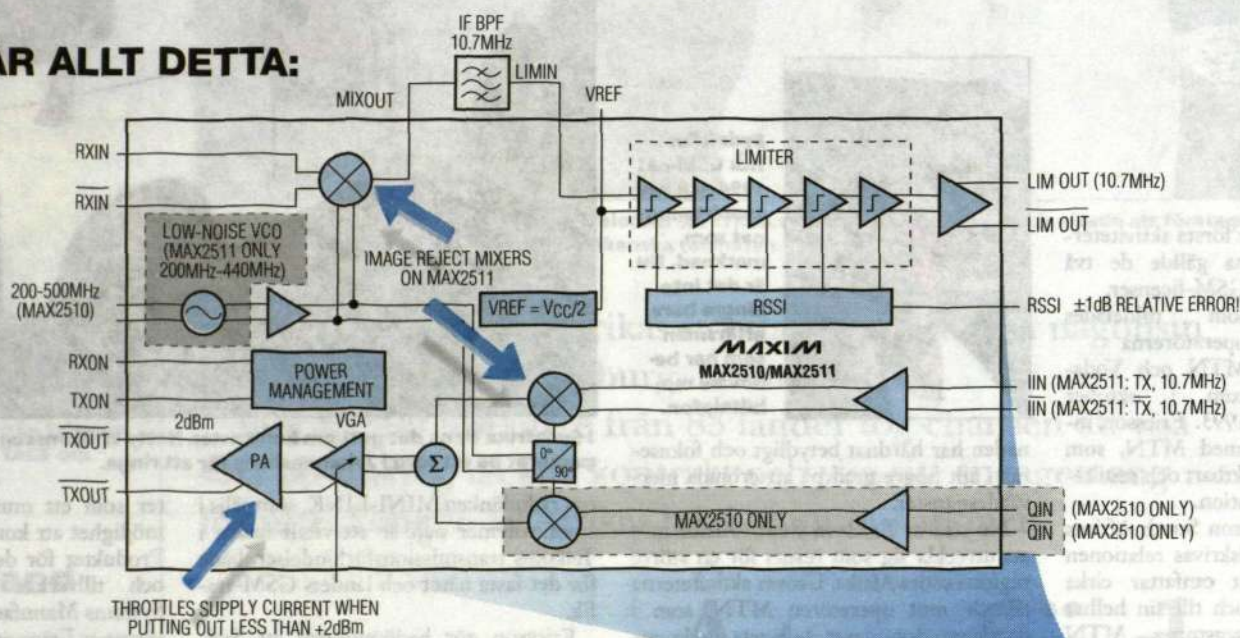 AR ALLT DETTA:
IF BPF
10.7MHz
MIXOUT
LIMIN
VREF
RXIN
RXIN
LOW-NOISE VCO
(MAX2511 ONLY
200MHz-440MHz)
LIMITER
LIM OUT (10.7MHz)
LIM OUT
IMAGE REJECT MIXERS
ON MAX2511
200-500MHz
(MAX2510)
VREF = VCC/2
RSSI
RSSI ±1dB RELATIVE ERROR!
MAXIM
MAX2510/MAX2511
RXON
TXON
POWER
MANAGEMENT
IIN (MAX2511: TX, 10.7MHz)
IIN (MAX2511: TX, 10.7MHz)
TXOUT
2dBm
VGA
PA
Σ
0°
90°
TXOUT
MAX2510 ONLY
QIN (MAX2510 ONLY)
QIN (MAX2510 ONLY)
THROTTLES SUPPLY CURRENT WHEN
PUTTING OUT LESS THAN +2dBm